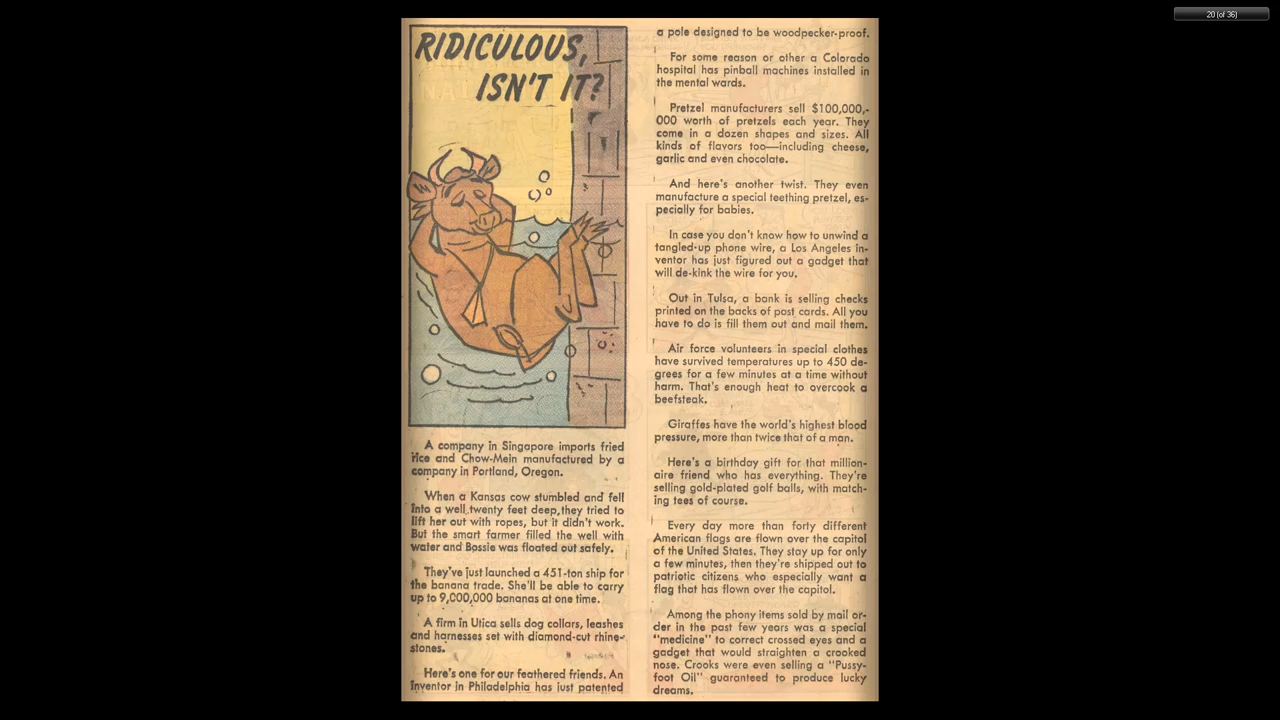 20 (of 36)
RIDICULOUS,
ISN'T IT?
A company in Singapore imports fried
rice and Chow-Mein manufactured by a
company in Portland, Oregon.
When a Kansas cow stumbled and fell
into a well twenty feet deep, they tried to
lift her out with ropes, but it didn't work.
But the smart farmer filled the well with
water and Bossie was floated out safely.
They've just launched a 451-ton ship for
the banana trade. She'll be able to carry
up to 9,000,000 bananas at one time.
A firm in Utica sells dog collars, leashes
and harnesses set with diamond-cut rhine-
stones.
Here's one for our feathered friends. An
Inventor in Philadelphia has just patented
a pole designed to be woodpecker-proof.
For some reason or other a Colorado
hospital has pinball machines installed in
the mental wards.
Pretzel manufacturers sell $100,000,-
000 worth of pretzels each year. They
come in a dozen shapes and sizes. All
kinds of flavors too—including cheese,
garlic and even chocolate.
And here's another twist. They even
manufacture a special teething pretzel, es-
pecially for babies.
In case you don't know how to unwind a
tangled-up phone wire, a Los Angeles in-
ventor has just figured out a gadget that
will de-kink the wire for you.
Out in Tulsa, a bank is selling checks
printed on the backs of post cards. All you
have to do is fill them out and mail them.
Air force volunteers in special clothes
have survived temperatures up to 450 de-
grees for a few minutes at a time without
harm. That's enough heat to overcook a
beefsteak.
Giraffes have the world's highest blood
pressure, more than twice that of a man.
Here's a birthday gift for that million-
aire friend who has everything. They're
selling gold-plated golf balls, with match-
ing tees of course.
Every day more than forty different
American flags are flown over the capitol
of the United States. They stay up for only
a few minutes, then they're shipped out to
patriotic citizens who especially want a
flag that has flown over the capitol.
Among the phony items sold by mail or-
der in the past few years was a special
"medicine" to correct crossed eyes and a
gadget that would straighten a crooked
nose. Crooks were even selling a "Pussy-
foot Oil" guaranteed to produce lucky
dreams.